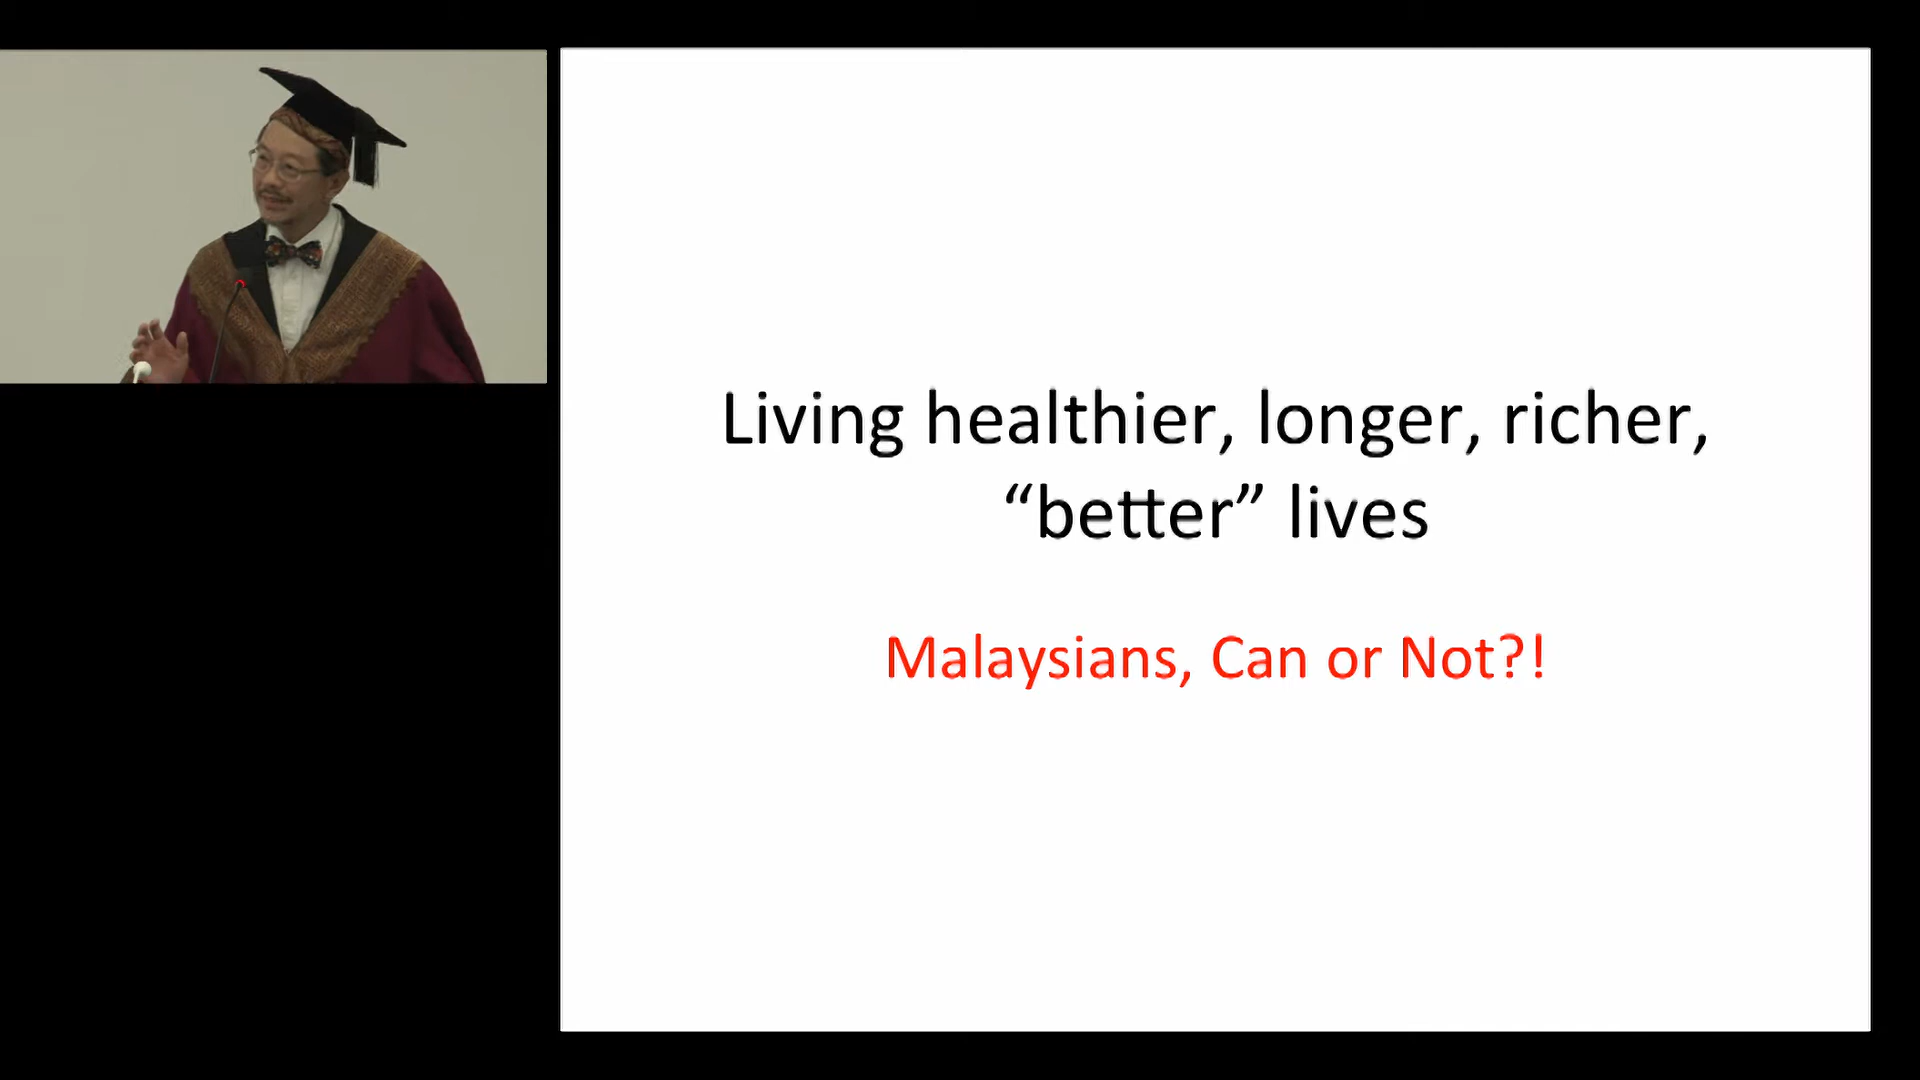 Living healthier, longer, richer,
“better” lives
Malaysians, Can or Not?!